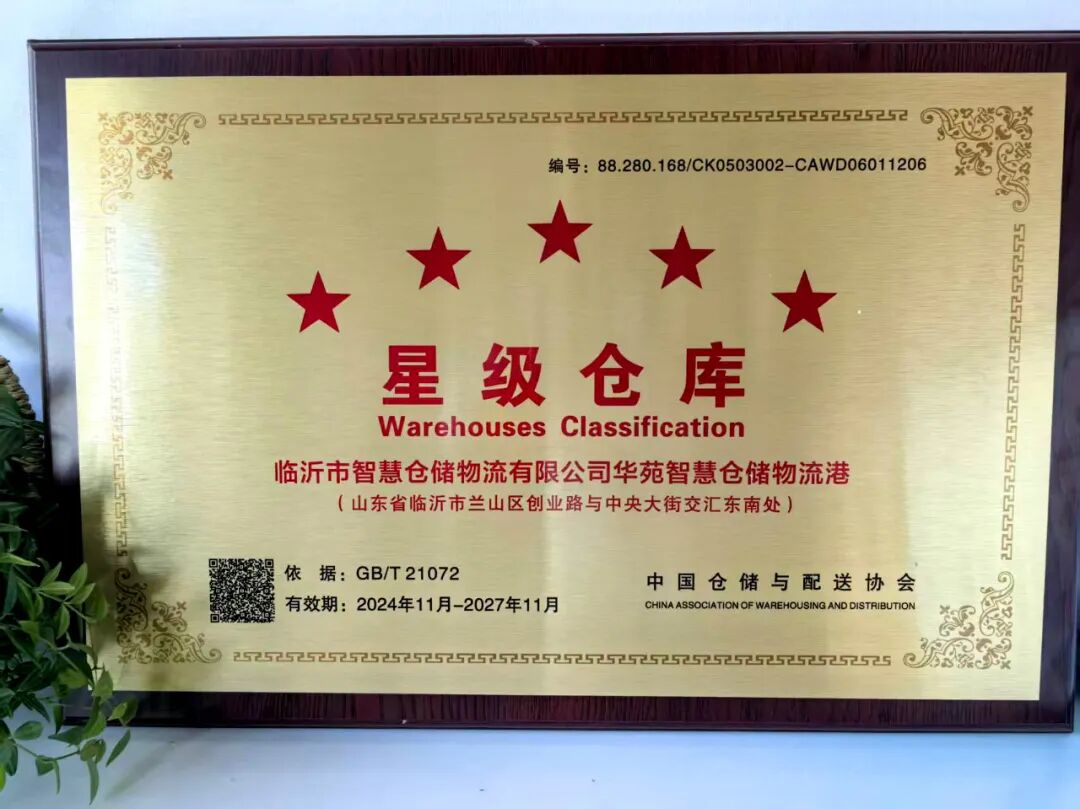 编号：88.280.168/CK0503002-CAWD06011206
星级仓库
Warehouses Classification
临沂市智慧仓储物流有限公司华苑智慧仓储物流港
（山东省临沂市兰山区创业路与中央大街交汇东南处）
依 据：GB/T 21072
有效期：2024年11月-2027年11月
中国仓储与配送协会
CHINA ASSOCIATION OF WAREHOUSING AND DISTRIBUTION